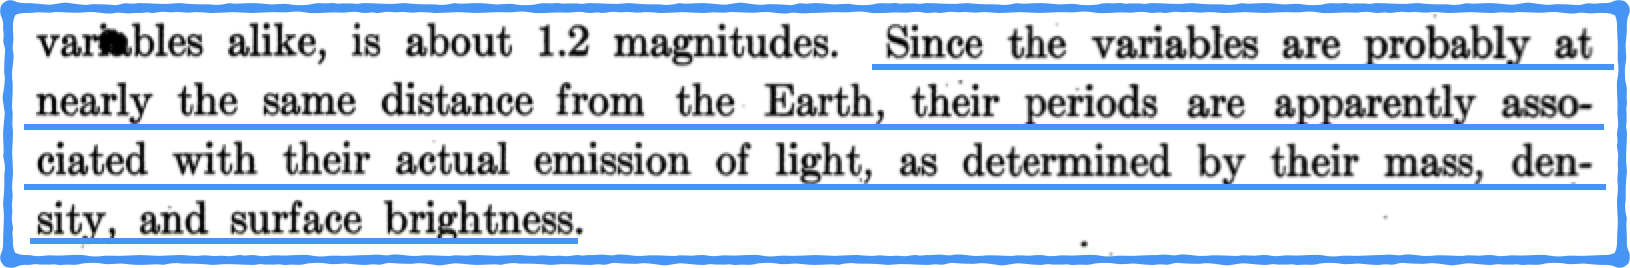 variables alike, is about 1.2 magnitudes. Since the variables are probably at
nearly the same distance from the Earth, their periods are apparently asso-
ciated with their actual emission of light, as determined by their mass, den-
sity, and surface brightness.